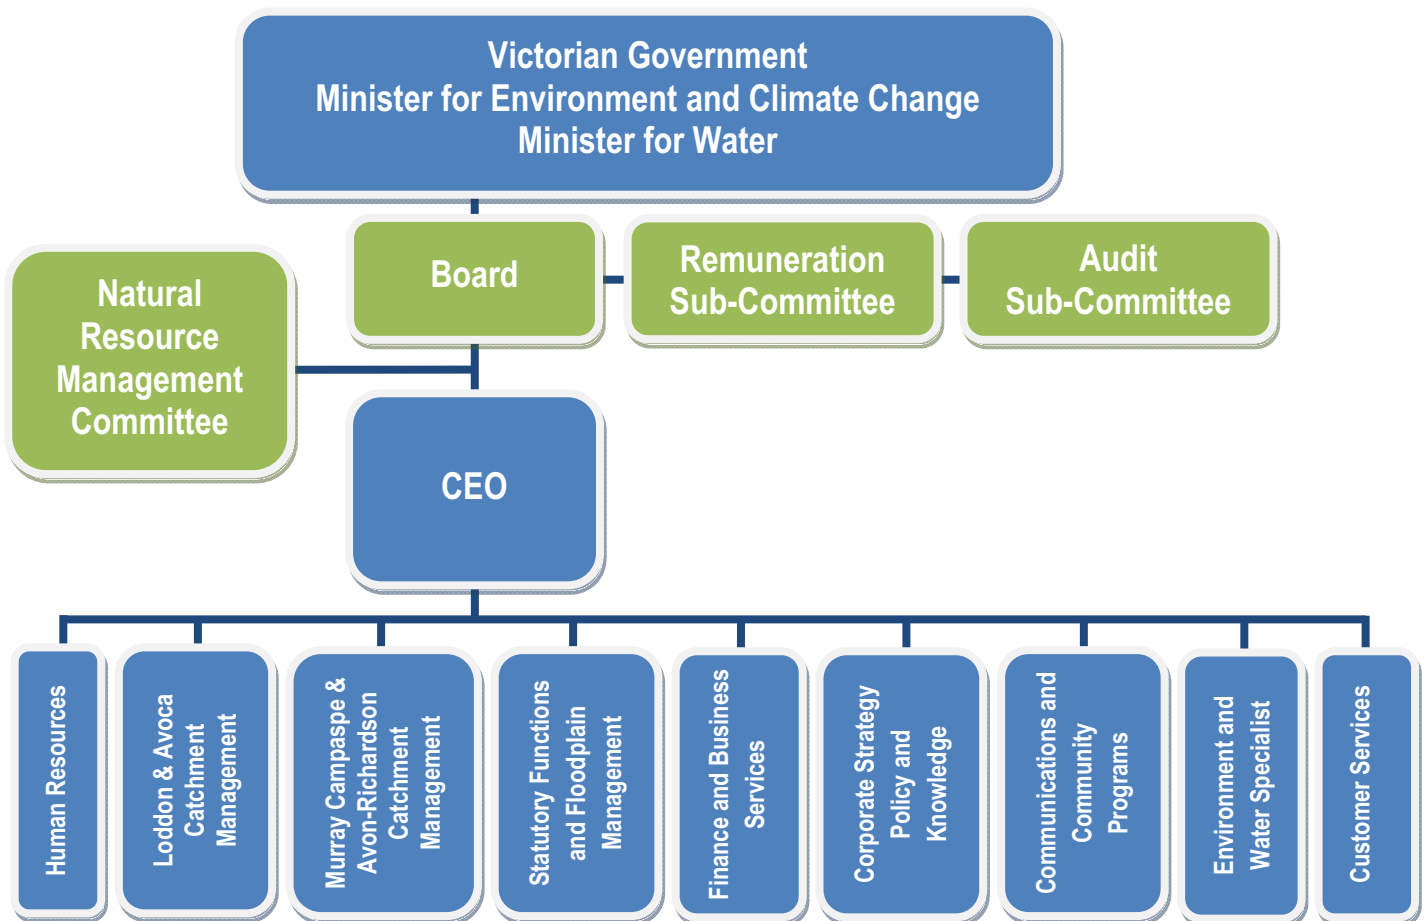 Victorian Government
Minister for Environment and Climate Change
Minister for Water
Board
Remuneration
Sub-Committee
Audit
Sub-Committee
Natural
Resource
Management
Committee
CEO
Human Resources
Loddon & Avoca
Catchment
Management
Murray Campaspe &
Avon-Richardson
Catchment
Management
Statutory Functions
and Floodplain
Management
Finance and Business
Services
Corporate Strategy
Policy and
Knowledge
Communications and
Community
Programs
Environment and
Water Specialist
Customer Services